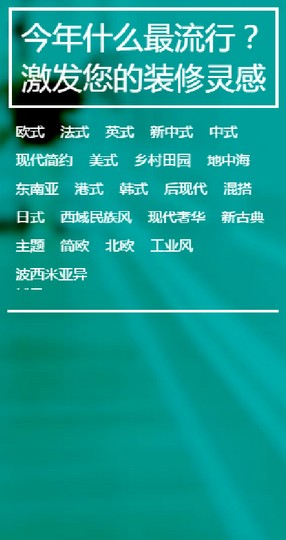 今年什么最流行？
激发您的装修灵感
欧式 法式 英式 新中式 中式
现代简约 美式 乡村田园 地中海
东南亚 港式 韩式 后现代 混搭
日式 西域民族风 现代奢华 新古典
主题 简欧 北欧 工业风
波西米亚异